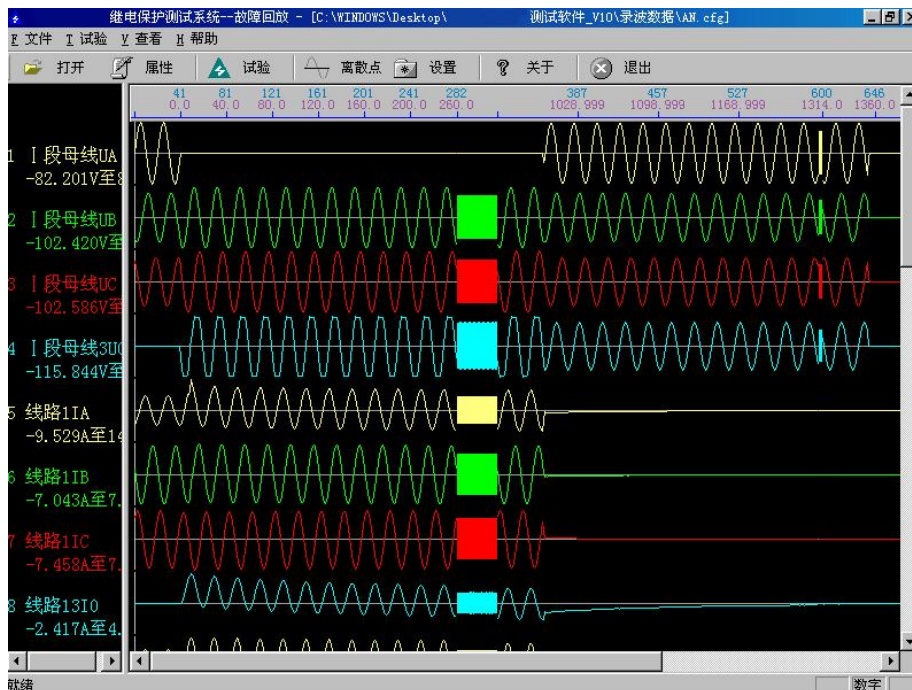 继电保护测试系统--故障回放 - [C:\WINDOWS\Desktop\ 测试软件_V10\录波数据\AN.cfg]
F 文件 T 试验 V 查看 H 帮助
打开 属性 试验 离散点 设置 关于 退出
41 81 121 161 201 241 282 387 457 527 600 646
0.0 40.0 80.0 120.0 160.0 200.0 260.0 1028.999 1098.999 1168.999 1314.0 1360.0
1 I段母线UA
-82.201V至8
2 I段母线UB
-102.420V至
3 I段母线UC
-102.586V至
4 I段母线3U0
-115.844V至
5 线路1IA
-9.529A至14
6 线路1IB
-7.043A至7.
7 线路1IC
-7.458A至7.
8 线路13I0
-2.417A至4.
就绪 数字